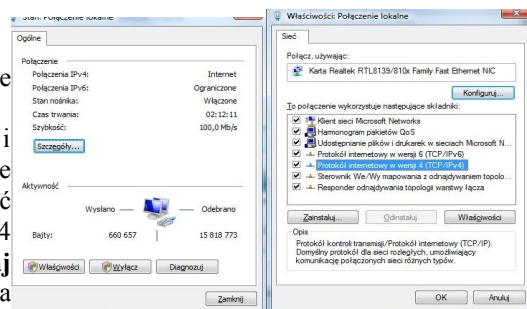 Stan: Połączenie lokalne
Ogólne
Połączenie
Połączenia IPv4: Internet
Połączenia IPv6: Ograniczone
Stan nośnika: Włączone
Czas trwania: 02:12:11
Szybkość: 100,0 Mb/s
Szczegóły...
Aktywność
Wysłano — Odebrano
Bajty: 660 657 | 15 818 773
Właściwości
Wyłącz
Diagnozuj
Zamknij
e
i
e
ć
4
j
a
Właściwości: Połączenie lokalne
Sieć
Połącz, używając:
Karta Realtek RTL8139/810x Family Fast Ethernet NIC
Konfiguruj...
To połączenie wykorzystuje następujące składniki:
Klient sieci Microsoft Networks
Harmonogram pakietów QoS
Udostępnianie plików i drukarek w sieciach Microsoft N...
Protokół internetowy w wersji 6 (TCP/IPv6)
Protokół internetowy w wersji 4 (TCP/IPv4)
Sterownik We/Wy mapowania z odnajdywaniem topolo...
Responder odnajdywania topologii warstwy łącza
Zainstaluj...
Odinstaluj
Właściwości
Opis
Protokół kontroli transmisji/Protokół internetowy (TCP/IP).
Domyślny protokół dla sieci rozległych, umożliwiający
komunikację połączonych sieci różnych typów.
OK
Anuluj